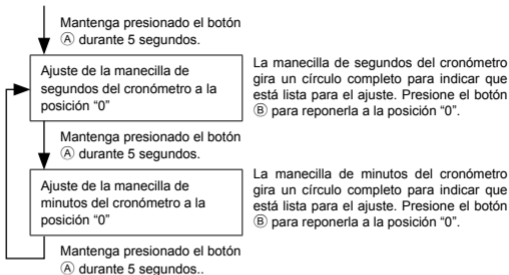 Mantenga presionado el botón
Ⓐ durante 5 segundos.
Ajuste de la manecilla de
segundos del cronómetro a la
posición “0”
La manecilla de segundos del cronómetro
gira un círculo completo para indicar que
está lista para el ajuste. Presione el botón
Ⓑ para reponerla a la posición “0”.
Mantenga presionado el botón
Ⓐ durante 5 segundos.
Ajuste de la manecilla de
minutos del cronómetro a la
posición “0”
La manecilla de minutos del cronómetro
gira un círculo completo para indicar que
está lista para el ajuste. Presione el botón
Ⓑ para reponerla a la posición “0”.
Mantenga presionado el botón
Ⓐ durante 5 segundos..